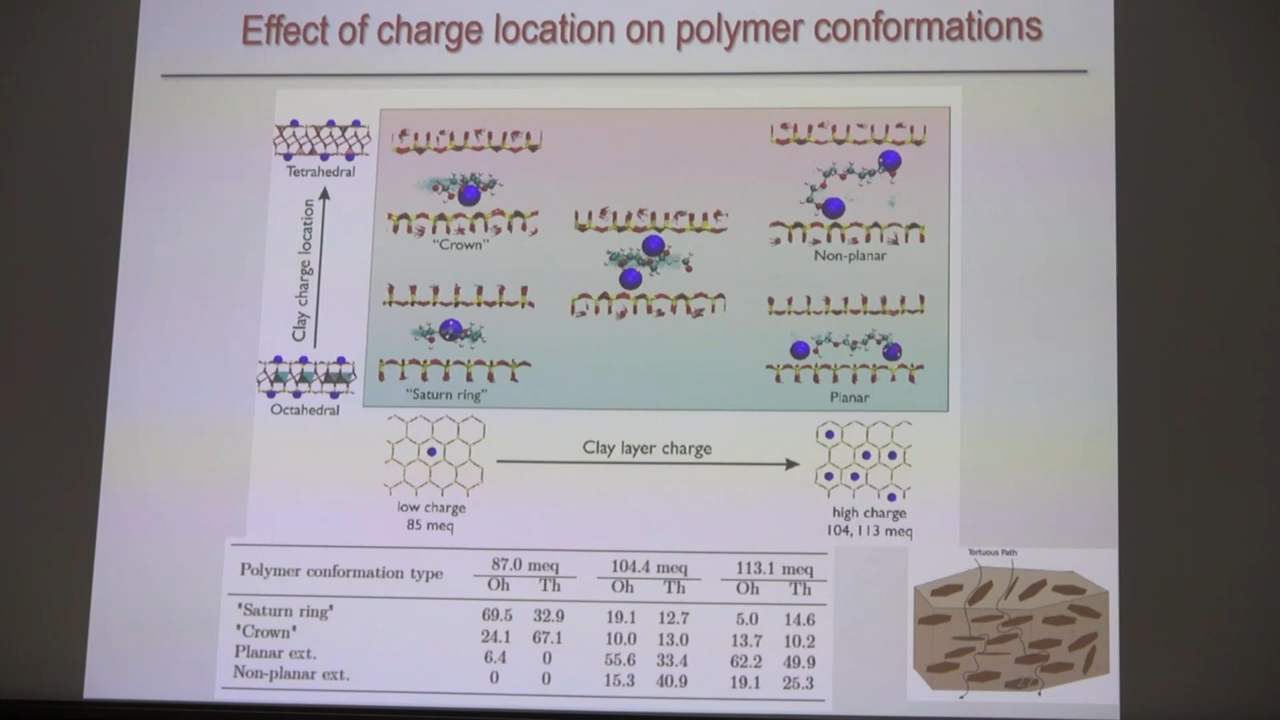 Effect of charge location on polymer conformations
Tetrahedral
Clay charge location
Octahedral
"Crown"
"Saturn ring"
Non-planar
Planar
Clay layer charge
low charge
85 meq
high charge
104, 113 meq
Polymer conformation type 87.0 meq 104.4 meq 113.1 meq
Oh Th Oh Th Oh Th
"Saturn ring" 69.5 32.9 19.1 12.7 5.0 14.6
"Crown" 24.1 67.1 10.0 13.0 13.7 10.2
Planar ext. 6.4 0 55.6 33.4 62.2 49.9
Non-planar ext. 0 0 15.3 40.9 19.1 25.3
Tortuous Path